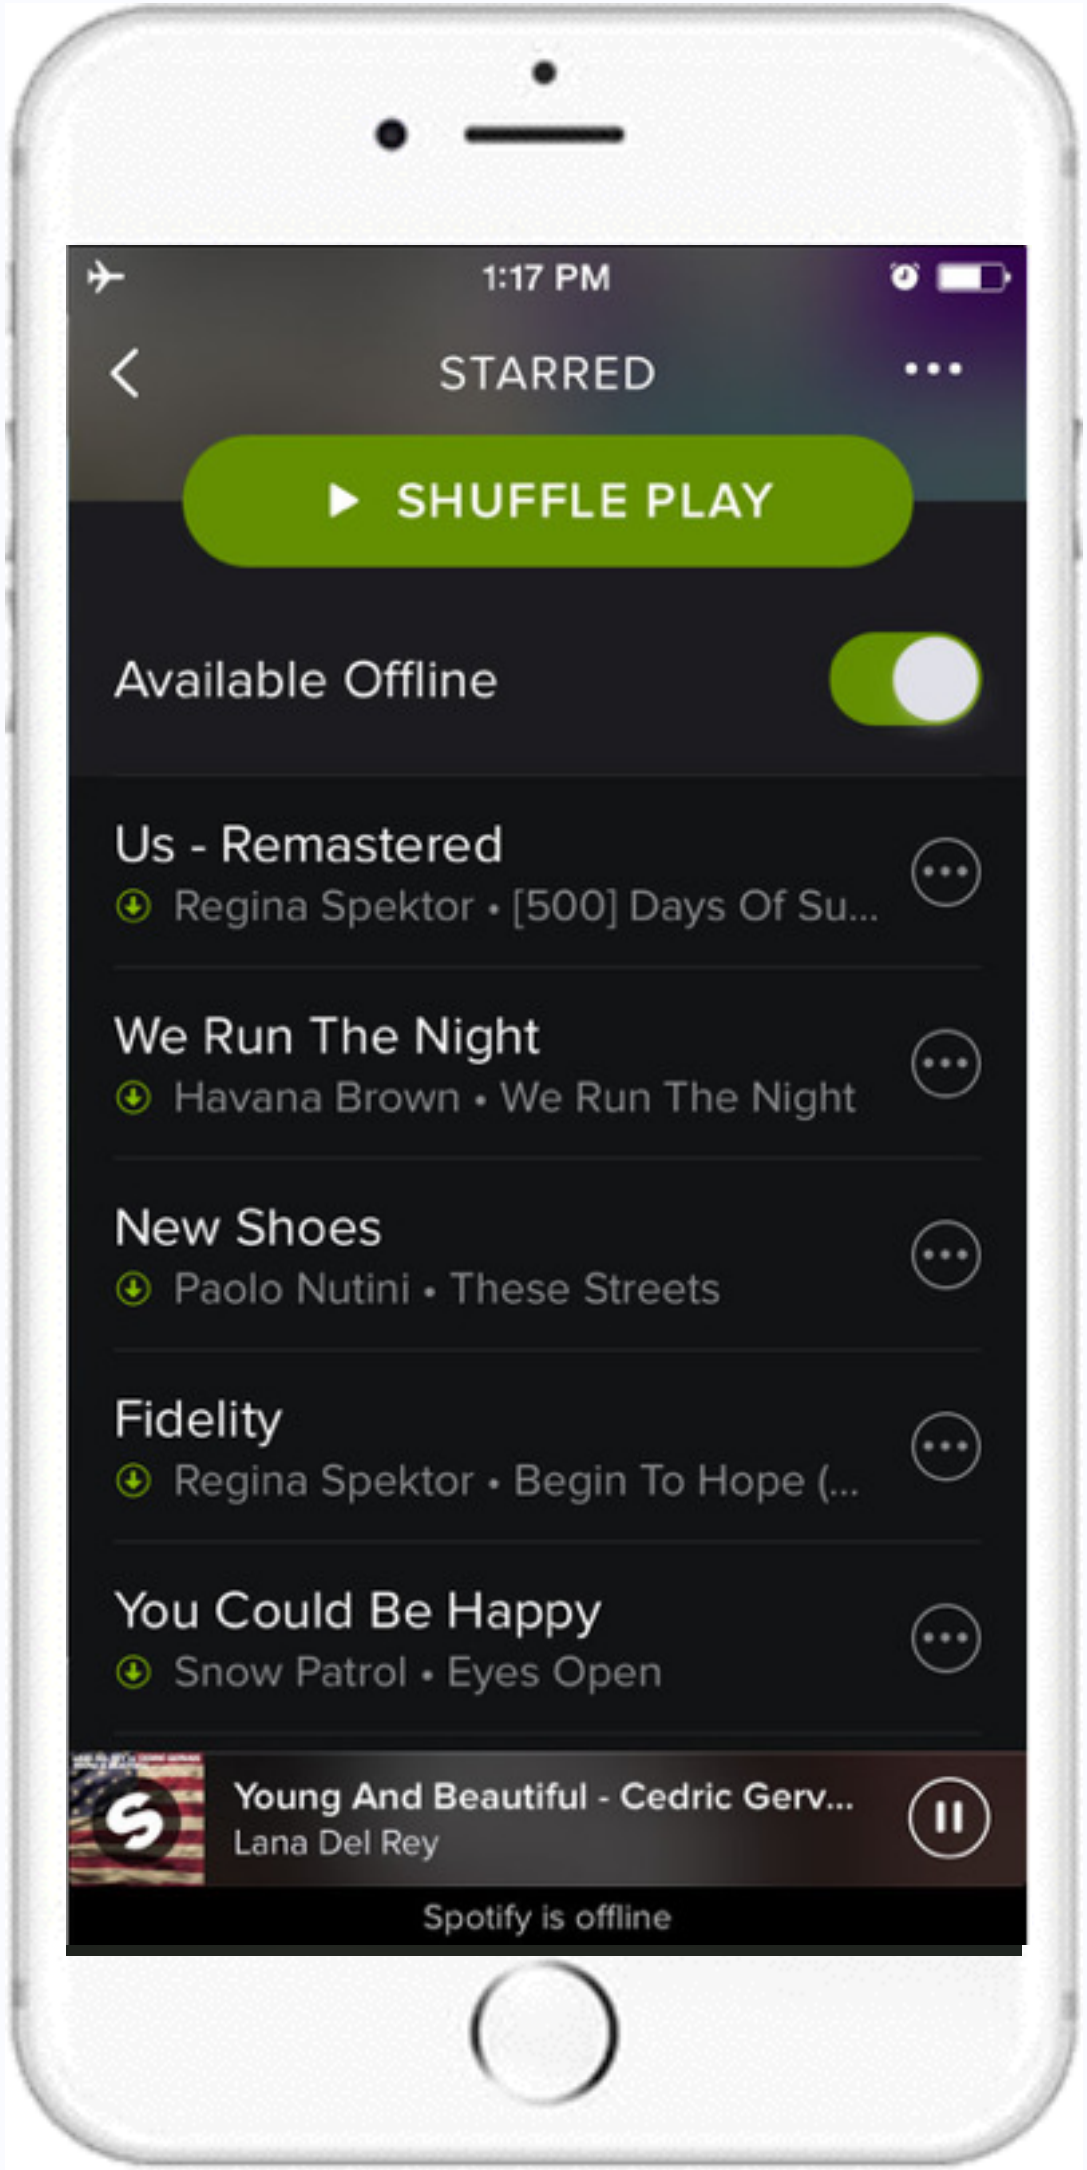 1:17 PM
STARRED
SHUFFLE PLAY
Available Offline
Us - Remastered
Regina Spektor • [500] Days Of Su...
We Run The Night
Havana Brown • We Run The Night
New Shoes
Paolo Nutini • These Streets
Fidelity
Regina Spektor • Begin To Hope (...
You Could Be Happy
Snow Patrol • Eyes Open
Young And Beautiful - Cedric Gerv...
Lana Del Rey
Spotify is offline